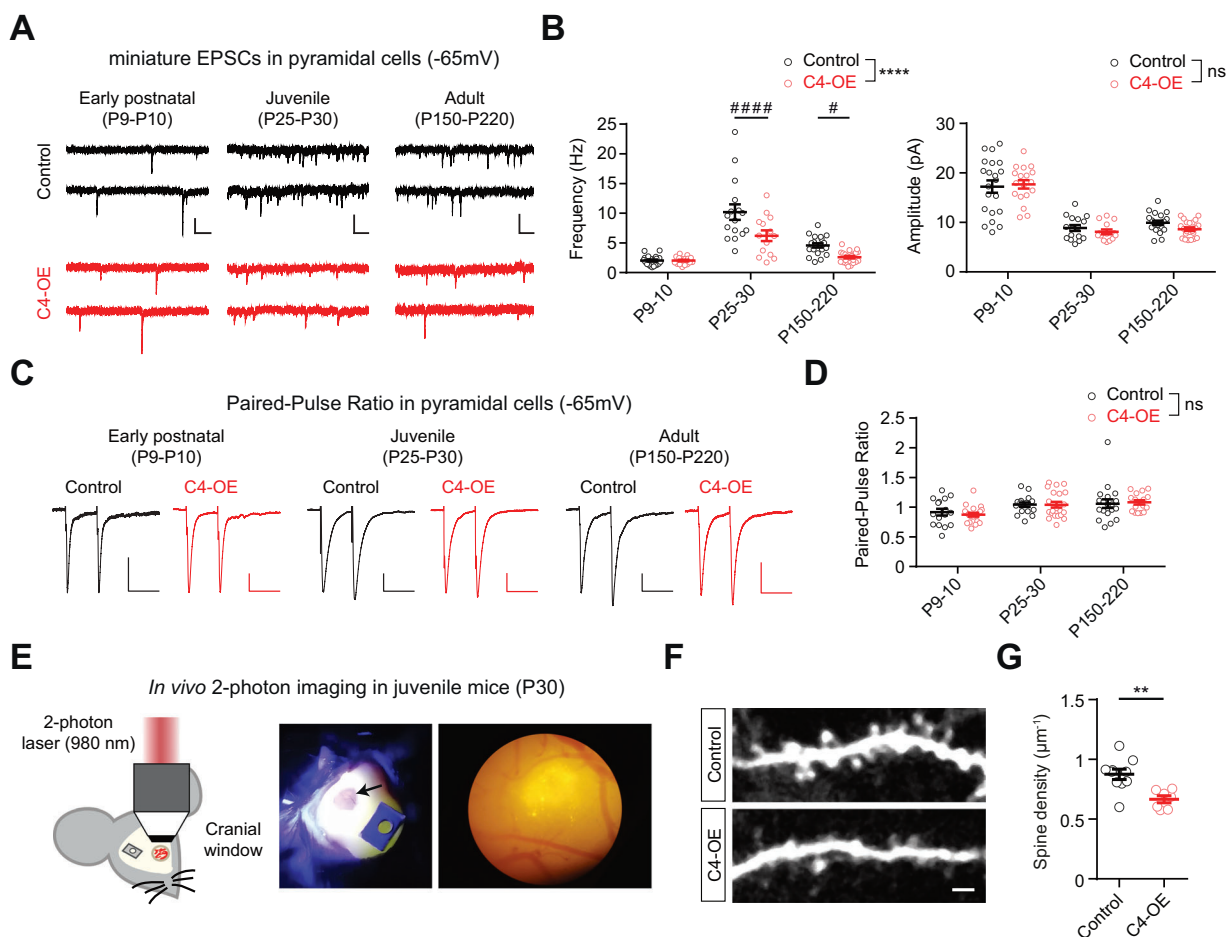 A
miniature EPSCs in pyramidal cells (-65mV)
Early postnatal
(P9-P10)
Juvenile
(P25-P30)
Adult
(P150-P220)
Control
C4-OE
B
Control
C4-OE
****
####
#
Frequency (Hz)
25
20
15
10
5
0
P9-10
P25-30
P150-220
Control
C4-OE
ns
Amplitude (pA)
30
20
10
0
P9-10
P25-30
P150-220
C
Paired-Pulse Ratio in pyramidal cells (-65mV)
Early postnatal
(P9-P10)
Juvenile
(P25-P30)
Adult
(P150-P220)
Control
C4-OE
Control
C4-OE
Control
C4-OE
D
Control
C4-OE
ns
Paired-Pulse Ratio
2.5
2
1.5
1
0.5
0
P9-10
P25-30
P150-220
E
In vivo 2-photon imaging in juvenile mice (P30)
2-photon
laser (980 nm)
Cranial
window
F
Control
C4-OE
G
**
Spine density (µm⁻¹)
1.5
1
0.5
0
Control
C4-OE